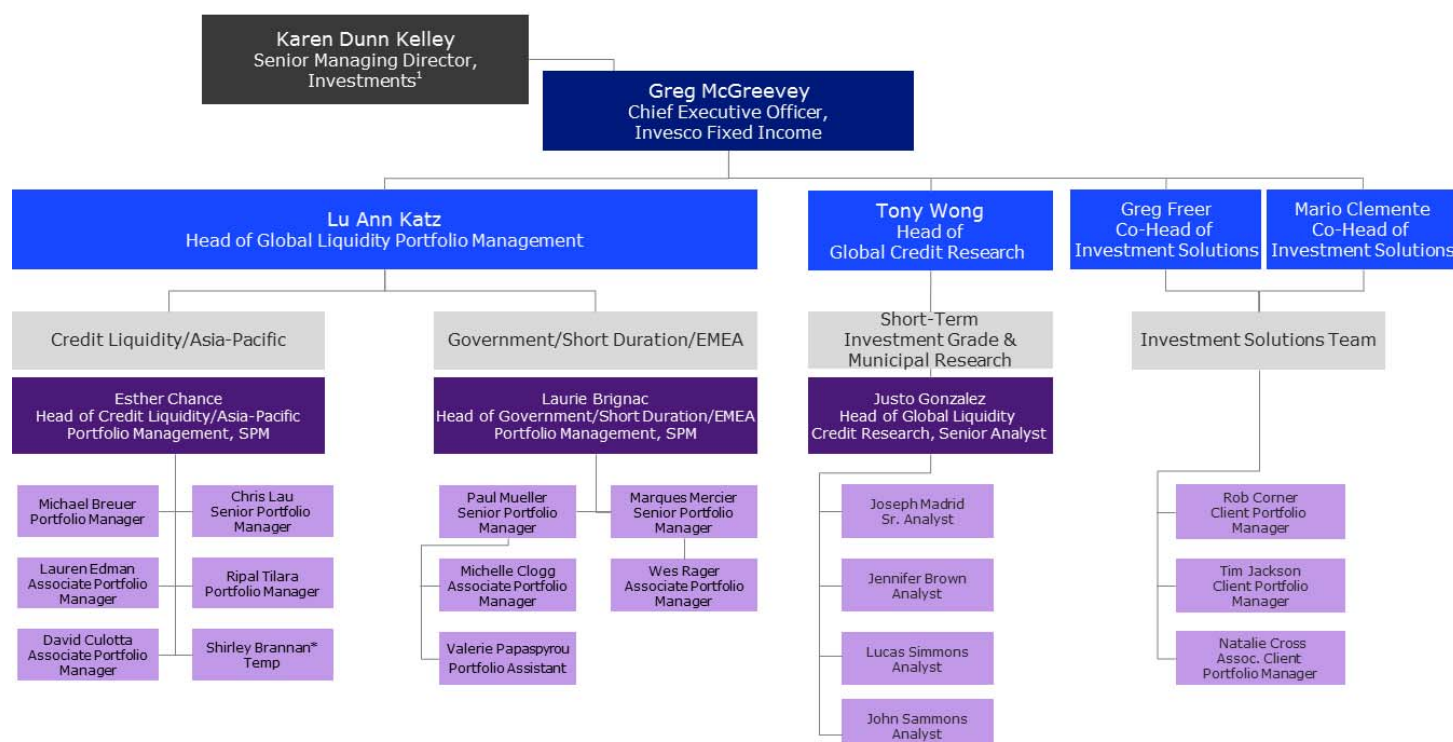 Karen Dunn Kelley
Senior Managing Director,
Investments¹
Greg McGreevey
Chief Executive Officer,
Invesco Fixed Income
Lu Ann Katz
Head of Global Liquidity Portfolio Management
Tony Wong
Head of
Global Credit Research
Greg Freer
Co-Head of
Investment Solutions
Mario Clemente
Co-Head of
Investment Solutions
Credit Liquidity/Asia-Pacific
Government/Short Duration/EMEA
Short-Term
Investment Grade &
Municipal Research
Investment Solutions Team
Esther Chance
Head of Credit Liquidity/Asia-Pacific
Portfolio Management, SPM
Laurie Brignac
Head of Government/Short Duration/EMEA
Portfolio Management, SPM
Justo Gonzalez
Head of Global Liquidity
Credit Research, Senior Analyst
Michael Breuer
Portfolio Manager
Chris Lau
Senior Portfolio
Manager
Lauren Edman
Associate Portfolio
Manager
Ripal Tilara
Portfolio Manager
David Culotta
Associate Portfolio
Manager
Shirley Brannan*
Temp
Paul Mueller
Senior Portfolio
Manager
Marques Mercier
Senior Portfolio
Manager
Michelle Clogg
Associate Portfolio
Manager
Wes Rager
Associate Portfolio
Manager
Valerie Papaspyrou
Portfolio Assistant
Joseph Madrid
Sr. Analyst
Jennifer Brown
Analyst
Lucas Simmons
Analyst
John Sammons
Analyst
Rob Corner
Client Portfolio
Manager
Tim Jackson
Client Portfolio
Manager
Natalie Cross
Assoc. Client
Portfolio Manager